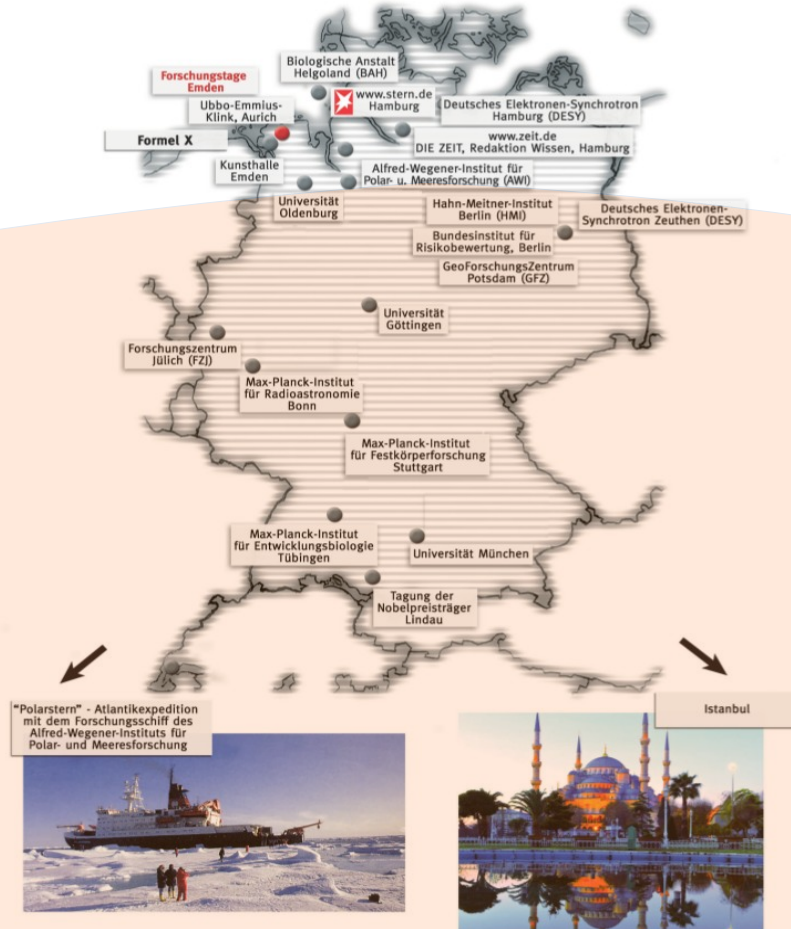 Biologische Anstalt
Helgoland (BAH)
Forschungstage
Emden
www.stern.de
Hamburg
Ubbo-Emmius-
Klink, Aurich
Deutsches Elektronen-Synchrotron
Hamburg (DESY)
Formel X
www.zeit.de
DIE ZEIT, Redaktion Wissen, Hamburg
Kunsthalle
Emden
Alfred-Wegener-Institut für
Polar- u. Meeresforschung (AWI)
Universität
Oldenburg
Hahn-Meitner-Institut
Berlin (HMI)
Deutsches Elektronen-
Synchrotron Zeuthen (DESY)
Bundesinstitut für
Risikobewertung, Berlin
GeoForschungsZentrum
Potsdam (GFZ)
Universität
Göttingen
Forschungszentrum
Jülich (FZJ)
Max-Planck-Institut
für Radioastronomie
Bonn
Max-Planck-Institut
für Festkörperforschung
Stuttgart
Max-Planck-Institut
für Entwicklungsbiologie
Tübingen
Universität München
Tagung der
Nobelpreisträger
Lindau
"Polarstern" - Atlantikexpedition
mit dem Forschungsschiff des
Alfred-Wegener-Instituts für
Polar- und Meeresforschung
Istanbul